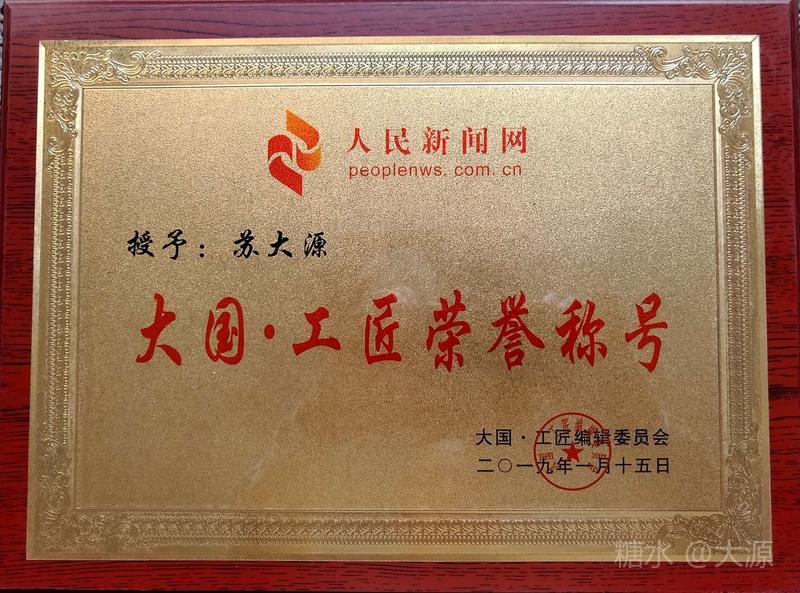 人民新闻网
peoplenws. com. cn
授予：苏大源
大国·工匠荣誉称号
大国·工匠编辑委员会
二〇一九年一月十五日
糖水 @大源